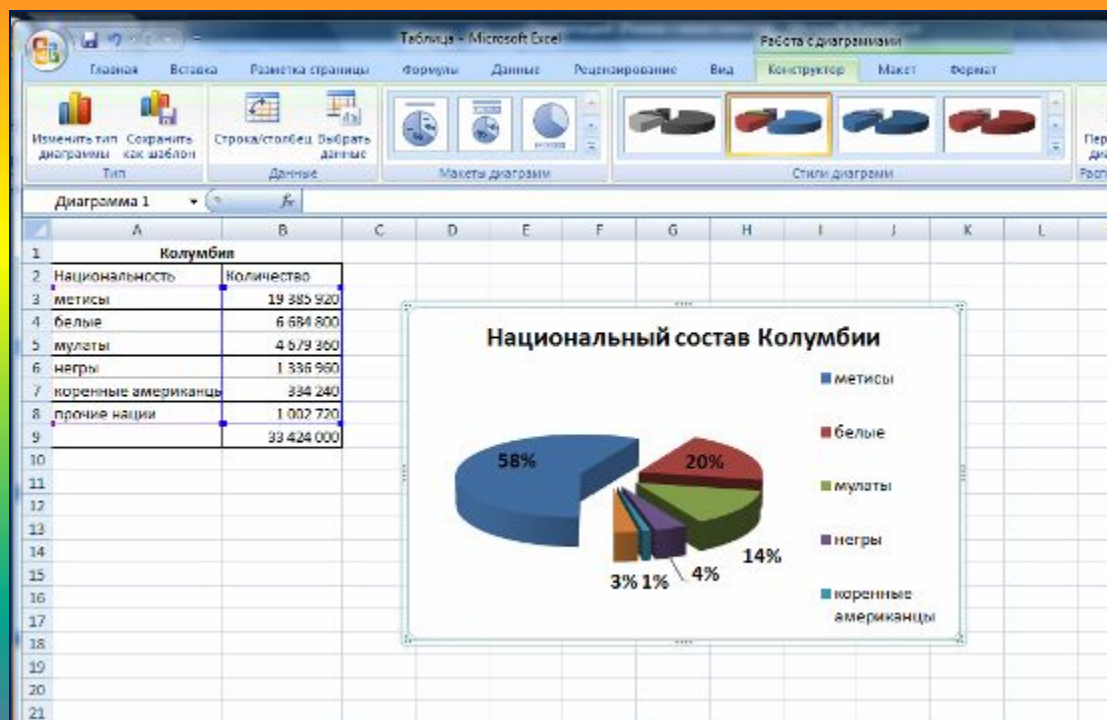 Таблица - Microsoft Excel
Работа с диаграммами
Главная Вставка Разметка страницы Формулы Данные Рецензирование Вид Конструктор Макет Формат
Изменить тип диаграммы
Сохранить как шаблон
Строка/столбец
Выбрать данные
Тип Данные Макеты диаграмм Стили диаграмм
Диаграмма 1 fx
A B C D E F G H I J K L
1 Колумбия
2 Национальность Количество
3 метисы 19 385 920
4 белые 6 684 800
5 мулаты 4 679 360
6 негры 1 336 960
7 коренные американцы 334 240
8 прочие нации 1 002 720
9 33 424 000
10
11
12
13
14
15
16
17
18
19
20
21
Национальный состав Колумбии
58%
20%
14%
4%
1%
3%
метисы
белые
мулаты
негры
коренные
американцы